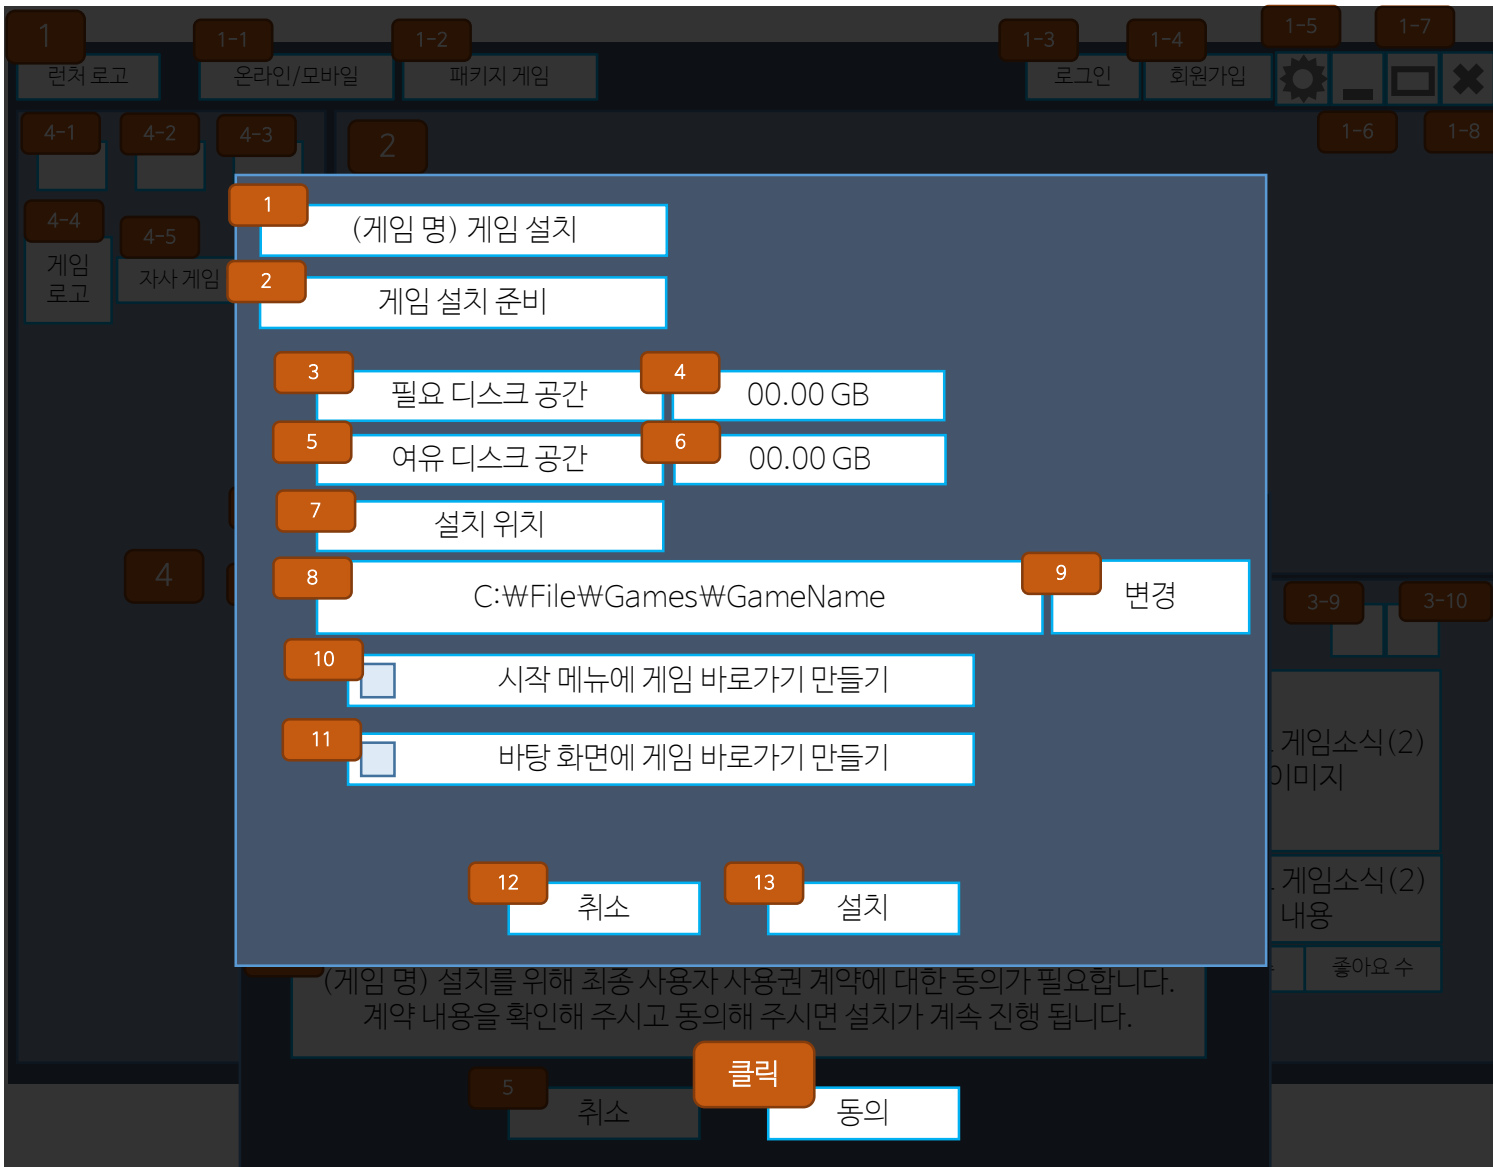 1
1-1
1-2
1-3
1-4
1-5
1-7
런처 로고
온라인/모바일
패키지 게임
로그인
회원가입
4-1
4-2
4-3
2
1-6
1-8
4-4
4-5
게임
로고
자사 게임
1
(게임 명) 게임 설치
2
게임 설치 준비
3
필요 디스크 공간
4
00.00 GB
5
여유 디스크 공간
6
00.00 GB
7
설치 위치
8
C:₩File₩Games₩GameName
9
변경
10
시작 메뉴에 게임 바로가기 만들기
11
바탕 화면에 게임 바로가기 만들기
12
취소
13
설치
4
3-9
3-10
게임소식(2)
이미지
게임소식(2)
내용
좋아요 수
(게임 명) 설치를 위해 최종 사용자 사용권 계약에 대한 동의가 필요합니다.
계약 내용을 확인해 주시고 동의해 주시면 설치가 계속 진행 됩니다.
5
취소
클릭
동의